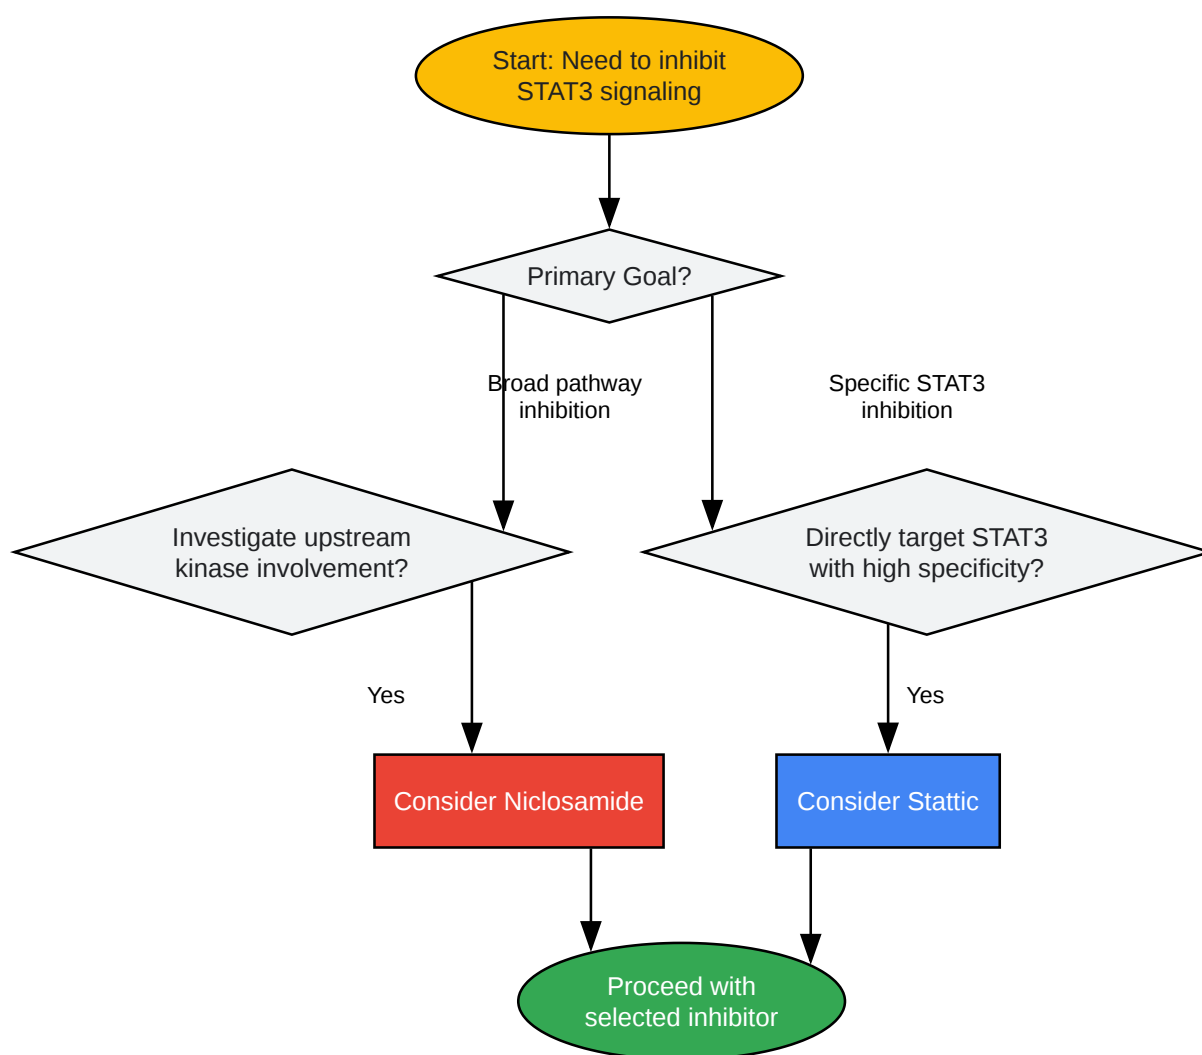 Start: Need to inhibit
STAT3 signaling
Primary Goal?
Broad pathway
inhibition
Specific STAT3
inhibition
Investigate upstream
kinase involvement?
Directly target STAT3
with high specificity?
Yes
Yes
Consider Niclosamide
Consider Stattic
Proceed with
selected inhibitor